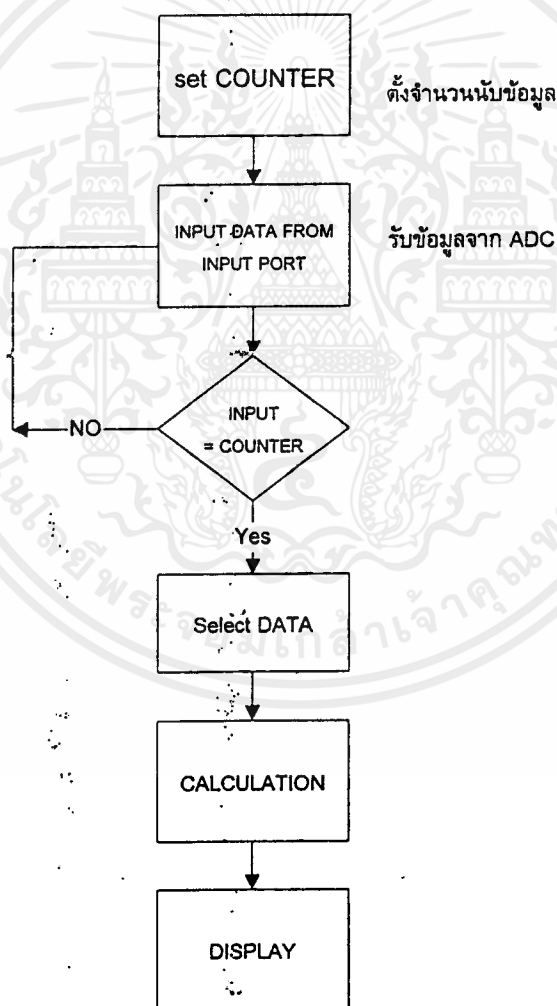 set COUNTER
ตั้งจำนวนนับข้อมูล
INPUT DATA FROM
INPUT PORT
รับข้อมูลจาก ADC
INPUT
= COUNTER
NO
Yes
Select DATA
CALCULATION
DISPLAY